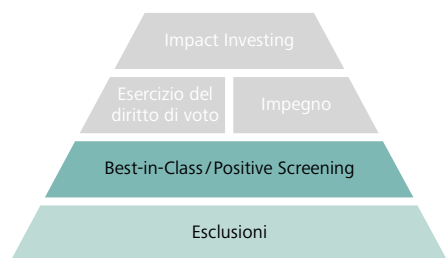 Impact Investing
Esercizio del
diritto di voto
Impegno
Best-in-Class/Positive Screening
Esclusioni